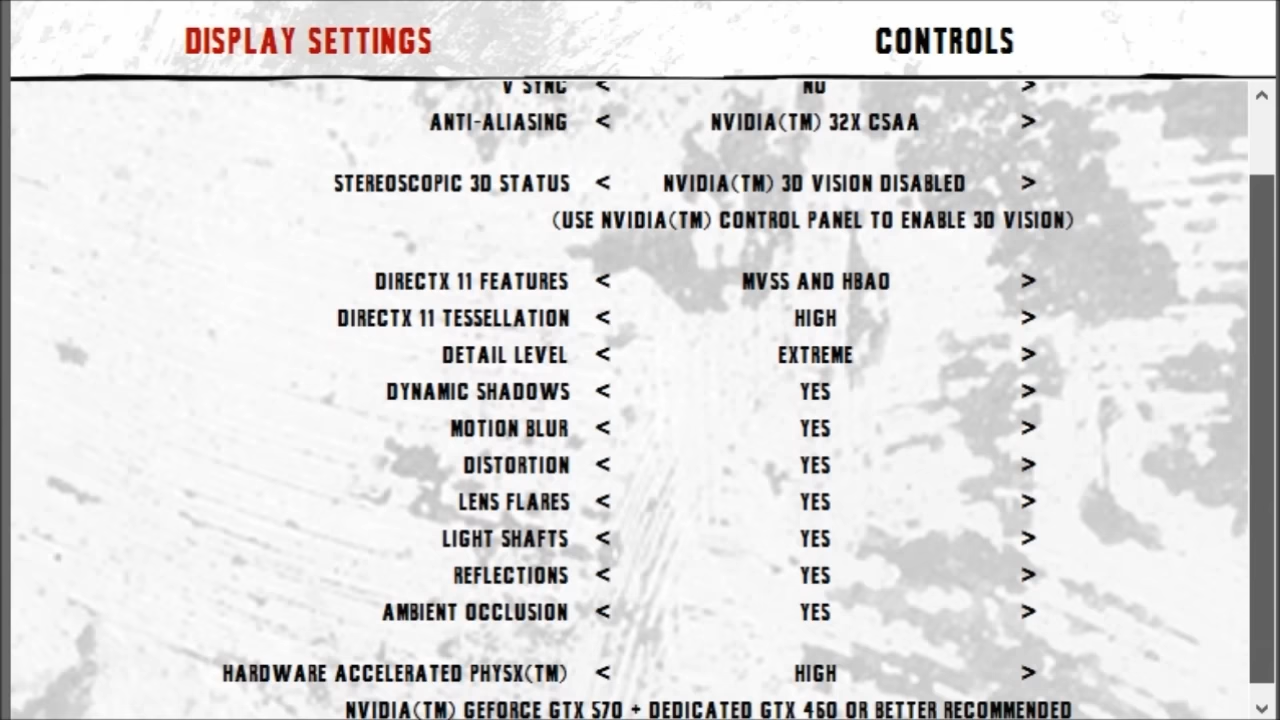 DISPLAY SETTINGS CONTROLS
V SYNC < NO >
ANTI-ALIASING < NVIDIA(TM) 32X CSAA >
STEREOSCOPIC 3D STATUS < NVIDIA(TM) 3D VISION DISABLED >
(USE NVIDIA(TM) CONTROL PANEL TO ENABLE 3D VISION)
DIRECTX 11 FEATURES < MVSS AND HBAO >
DIRECTX 11 TESSELLATION < HIGH >
DETAIL LEVEL < EXTREME >
DYNAMIC SHADOWS < YES >
MOTION BLUR < YES >
DISTORTION < YES >
LENS FLARES < YES >
LIGHT SHAFTS < YES >
REFLECTIONS < YES >
AMBIENT OCCLUSION < YES >
HARDWARE ACCELERATED PHYSX(TM) < HIGH >
NVIDIA(TM) GEFORCE GTX 570 + DEDICATED GTX 460 OR BETTER RECOMMENDED